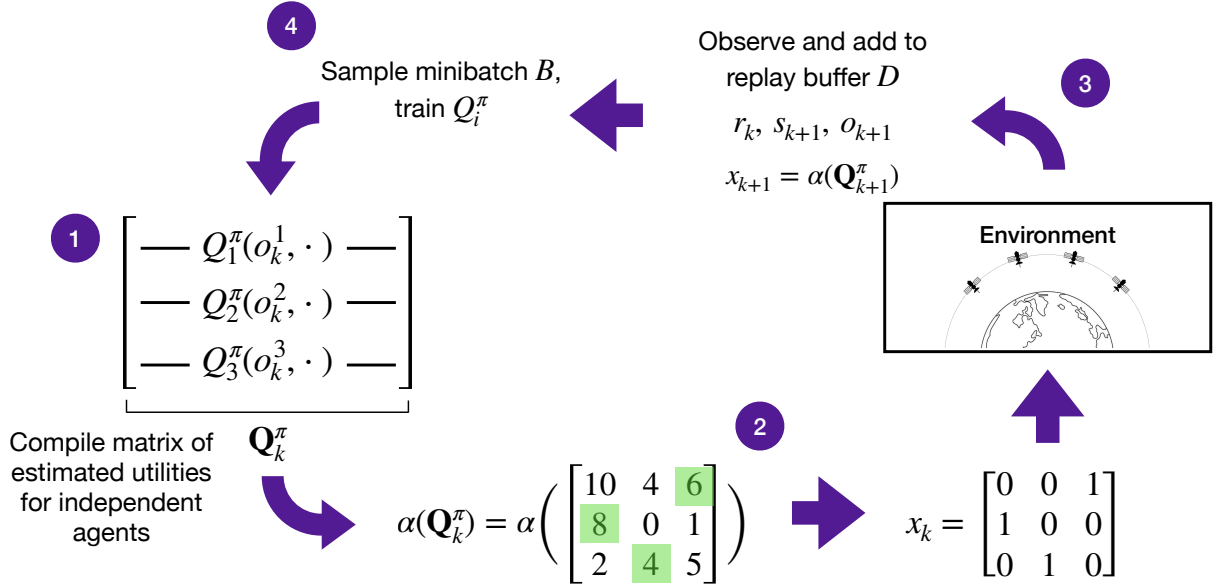 4
Sample minibatch B,
train Q_i^π
Observe and add to
replay buffer D
r_k, s_{k+1}, o_{k+1}
x_{k+1} = α(𝐐_{k+1}^π)
3
1
Q_1^π(o_k^1, · )
Q_2^π(o_k^2, · )
Q_3^π(o_k^3, · )
Environment
𝐐_k^π
Compile matrix of
estimated utilities
for independent
agents
2
α(𝐐_k^π) = α([10 4 6
8 0 1
2 4 5])
x_k = [0 0 1
1 0 0
0 1 0]